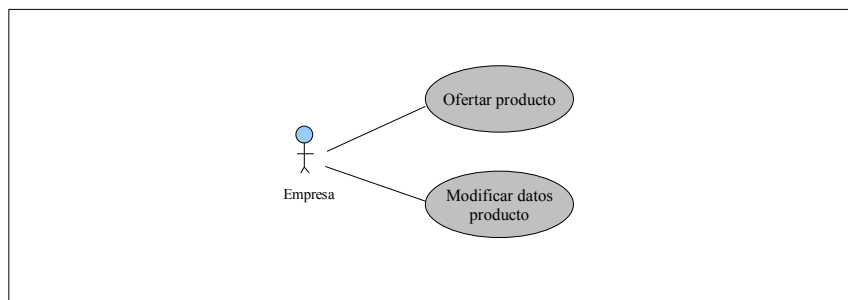 Ofertar producto
Empresa
Modificar datos
producto